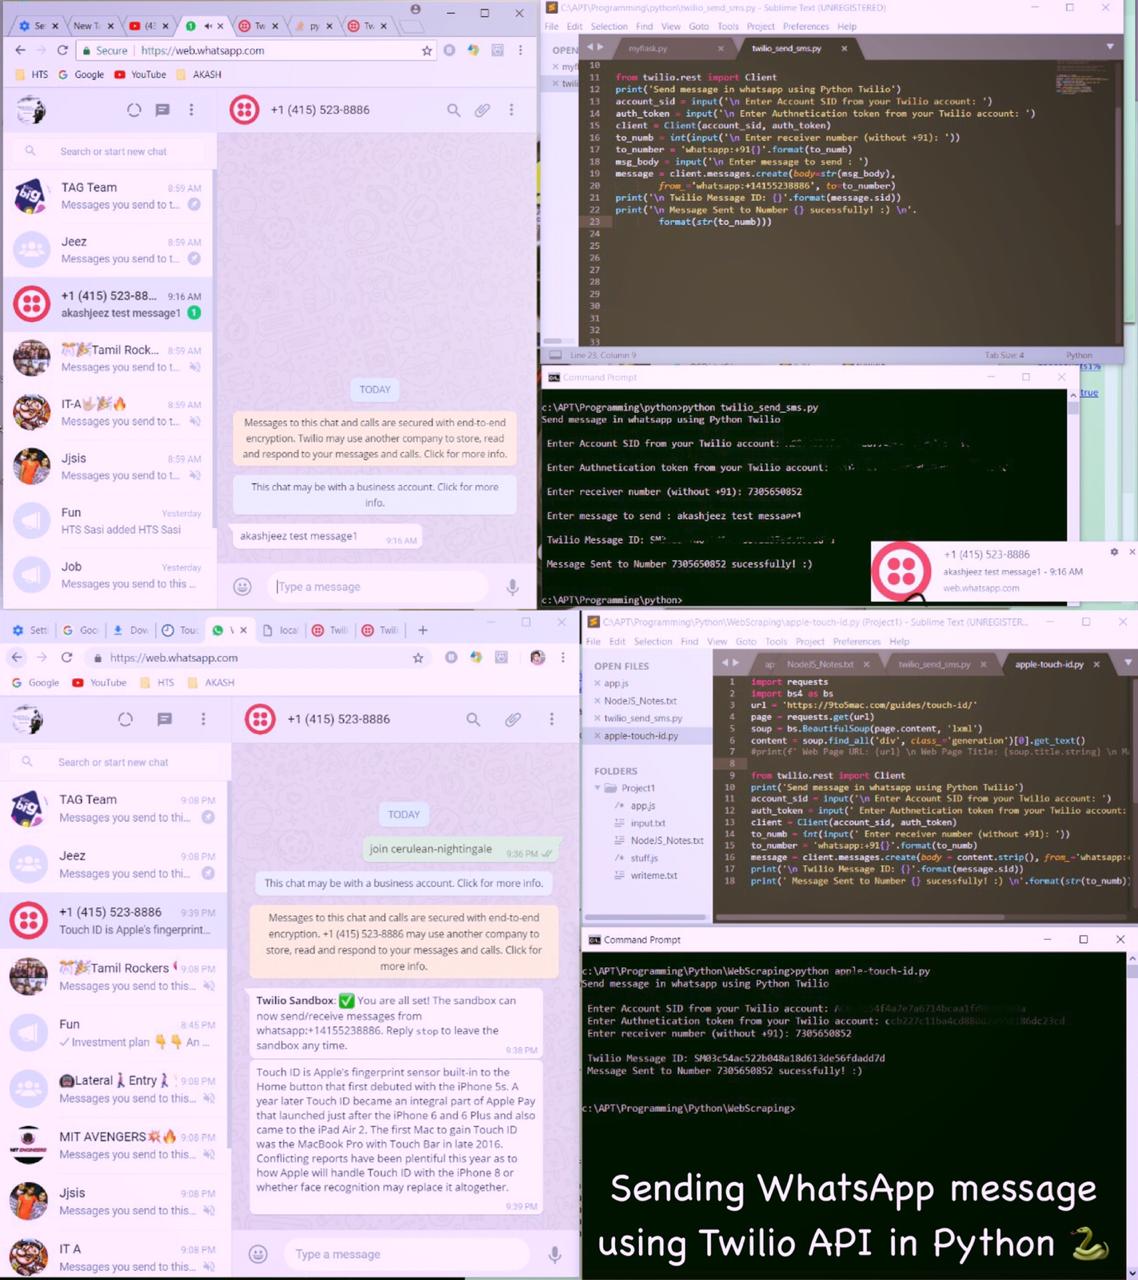 Se
New T
(4:
Tw
py
Tw
Secure | https://web.whatsapp.com
HTS Google YouTube AKASH
+1 (415) 523-8886
Search or start new chat
TAG Team 8:59 AM
Messages you send to t...
Jeez 8:59 AM
Messages you send to t...
+1 (415) 523-88... 9:16 AM
akashjeez test message1 1
🎊🎉Tamil Rock... 8:59 AM
Messages you send to t...
IT-A🤟🎉🔥 8:59 AM
Messages you send to t...
Jjsis 8:59 AM
Messages you send to t...
Fun Yesterday
HTS Sasi added HTS Sasi
Job Yesterday
Messages you send to this ...
TODAY
Messages to this chat and calls are secured with end-to-end
encryption. Twilio may use another company to store, read
and respond to your messages and calls. Click for more info.
This chat may be with a business account. Click for more
info.
akashjeez test message1 9:16 AM
Type a message
C:\APT\Programming\python\twilio_send_sms.py - Sublime Text (UNREGISTERED)
File Edit Selection Find View Goto Tools Project Preferences Help
OPEN
myf
twili
myflask.py twilio_send_sms.py
10
11 from twilio.rest import Client
12 print('Send message in whatsapp using Python Twilio')
13 account_sid = input('\n Enter Account SID from your Twilio account: ')
14 auth_token = input('\n Enter Authnetication token from your Twilio account: ')
15 client = Client(account_sid, auth_token)
16 to_numb = int(input('\n Enter receiver number (without +91): '))
17 to_number = 'whatsapp:+91{}'.format(to_numb)
18 msg_body = input('\n Enter message to send : ')
19 message = client.messages.create(body=str(msg_body),
20 from_='whatsapp:+14155238886', to=to_number)
21 print('\n Twilio Message ID: {}'.format(message.sid))
22 print('\n Message Sent to Number {} sucessfully! :) \n'.
23 format(str(to_numb)))
24
25
26
27
28
29
30
31
32
33
Line 23, Column 9 Tab Size: 4 Python
true
Command Prompt
c:\APT\Programming\python>python twilio_send_sms.py
Send message in whatsapp using Python Twilio
Enter Account SID from your Twilio account:
Enter Authnetication token from your Twilio account:
Enter receiver number (without +91): 7305650852
Enter message to send : akashjeez test message1
Twilio Message ID:
Message Sent to Number 7305650852 sucessfully! :)
c:\APT\Programming\python>
+1 (415) 523-8886
akashjeez test message1 - 9:16 AM
web.whatsapp.com
Setti Goo Dov Tou loca Twili Twili
https://web.whatsapp.com
Google YouTube HTS AKASH
+1 (415) 523-8886
Search or start new chat
TAG Team 9:08 PM
Messages you send to thi...
Jeez 9:08 PM
Messages you send to thi...
+1 (415) 523-8886 9:39 PM
Touch ID is Apple's fingerprint...
🎊🎉Tamil Rockers 9:08 PM
Messages you send to this...
Fun 8:45 PM
✓ Investment plan 👇👇 An ...
Lateral🚶Entry🚶 9:08 PM
Messages you send to this...
MIT AVENGERS💥🔥 9:08 PM
Messages you send to this...
Jjsis 9:08 PM
Messages you send to this...
IT A 9:08 PM
Messages you send to this...
TODAY
join cerulean-nightingale 9:36 PM
This chat may be with a business account. Click for more info.
Messages to this chat and calls are secured with end-to-end
encryption. +1 (415) 523-8886 may use another company to
store, read and respond to your messages and calls. Click for
more info.
Twilio Sandbox: ✅ You are all set! The sandbox can
now send/receive messages from
whatsapp:+14155238886. Reply stop to leave the
sandbox any time.
9:38 PM
Touch ID is Apple's fingerprint sensor built-in to the
Home button that first debuted with the iPhone 5s. A
year later Touch ID became an integral part of Apple Pay
that launched just after the iPhone 6 and 6 Plus and also
came to the iPad Air 2. The first Mac to gain Touch ID
was the MacBook Pro with Touch Bar in late 2016.
Conflicting reports have been plentiful this year as to
how Apple will handle Touch ID with the iPhone 8 or
whether face recognition may replace it altogether.
9:39 PM
Type a message
C:\APT\Programming\Python\WebScraping\apple-touch-id.py (Project1) - Sublime Text (UNREGISTER...
File Edit Selection Find View Goto Tools Project Preferences Help
OPEN FILES
app.js
NodeJS_Notes.txt
twilio_send_sms.py
apple-touch-id.py
FOLDERS
Project1
app.js
input.txt
NodeJS_Notes.txt
stuff.js
writeme.txt
ap NodeJS_Notes.txt twilio_send_sms.py apple-touch-id.py
1 import requests
2 import bs4 as bs
3 url = 'https://9to5mac.com/guides/touch-id/'
4 page = requests.get(url)
5 soup = bs.BeautifulSoup(page.content, 'lxml')
6 content = soup.find_all('div', class_='generation')[0].get_text()
7 #print(f" Web Page URL: {url} \n Web Page Title: {soup.title.string} \n Ma
8
9 from twilio.rest import Client
10 print('Send message in whatsapp using Python Twilio')
11 account_sid = input('\n Enter Account SID from your Twilio account: ')
12 auth_token = input(' Enter Authnetication token from your Twilio account:
13 client = Client(account_sid, auth_token)
14 to_numb = int(input(' Enter receiver number (without +91): '))
15 to_number = 'whatsapp:+91{}'.format(to_numb)
16 message = client.messages.create(body = content.strip(), from_='whatsapp:+
17 print('\n Twilio Message ID: {}'.format(message.sid))
18 print(' Message Sent to Number {} sucessfully! :) \n'.format(str(to_numb))
Command Prompt
c:\APT\Programming\Python\WebScraping>python apple-touch-id.py
Send message in whatsapp using Python Twilio
Enter Account SID from your Twilio account:
Enter Authnetication token from your Twilio account:
Enter receiver number (without +91): 7305650852
Twilio Message ID: SM03c54ac522b048a18d613de56fdadd7d
Message Sent to Number 7305650852 sucessfully! :)
c:\APT\Programming\Python\WebScraping>
Sending WhatsApp message
using Twilio API in Python 🐍